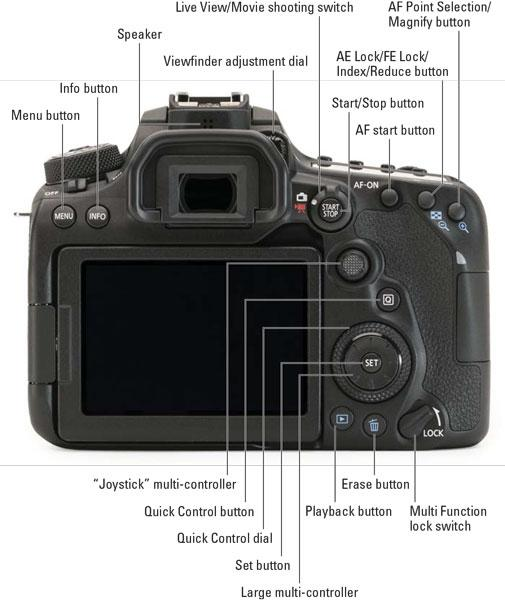 Live View/Movie shooting switch
AF Point Selection/
Magnify button
Speaker
Viewfinder adjustment dial
AE Lock/FE Lock/
Index/Reduce button
Info button
Start/Stop button
Menu button
AF start button
OFF
AF-ON
MENU
INFO
START
STOP
Q
SET
LOCK
"Joystick" multi-controller
Erase button
Quick Control button
Playback button
Multi Function
lock switch
Quick Control dial
Set button
Large multi-controller